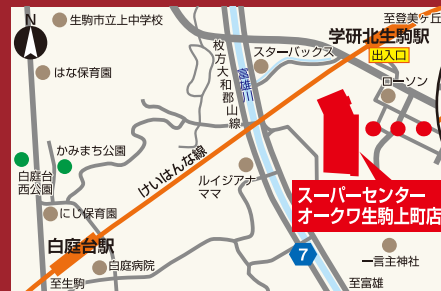 N
生駒市立上中学校
はな保育園
枚方大和郡山線
富雄川
スターバックス
至登美ヶ丘
学研北生駒駅
出入口
ローソン
かみまち公園
白庭台
西公園
けいはんな線
ルイジアナ
ママ
にし保育園
白庭台駅
白庭病院
至生駒
スーパーセンター
オークワ生駒上町店
7
一言主神社
至富雄